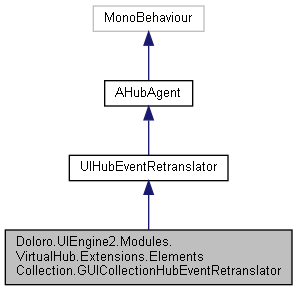 MonoBehaviour
AHubAgent
UIHubEventRetranslator
Doloro.UIEngine2.Modules.
VirtualHub.Extensions.Elements
Collection.GUICollectionHubEventRetranslator